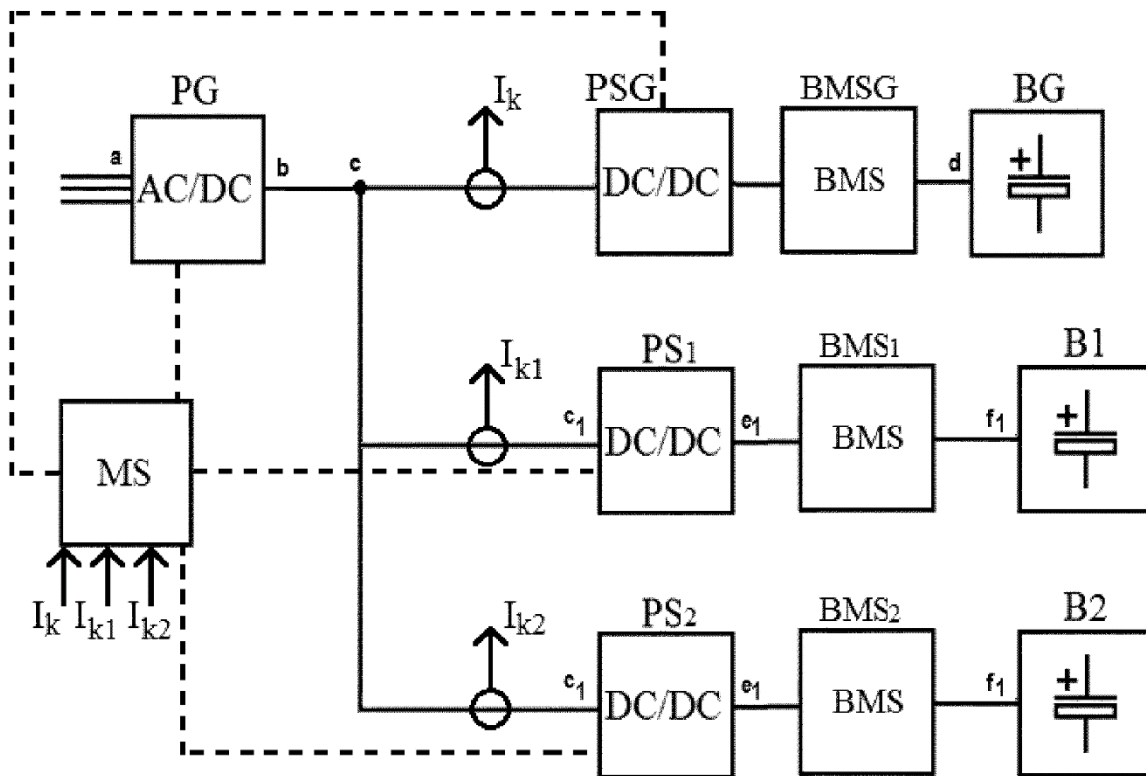 PG
a
AC/DC
b
c
I_k
PSG
DC/DC
BMSG
BMS
d
BG
+
MS
I_k I_k1 I_k2
I_k1
c₁
PS₁
DC/DC
e₁
BMS₁
BMS
f₁
B1
+
I_k2
c₁
PS₂
DC/DC
e₁
BMS₂
BMS
f₁
B2
+